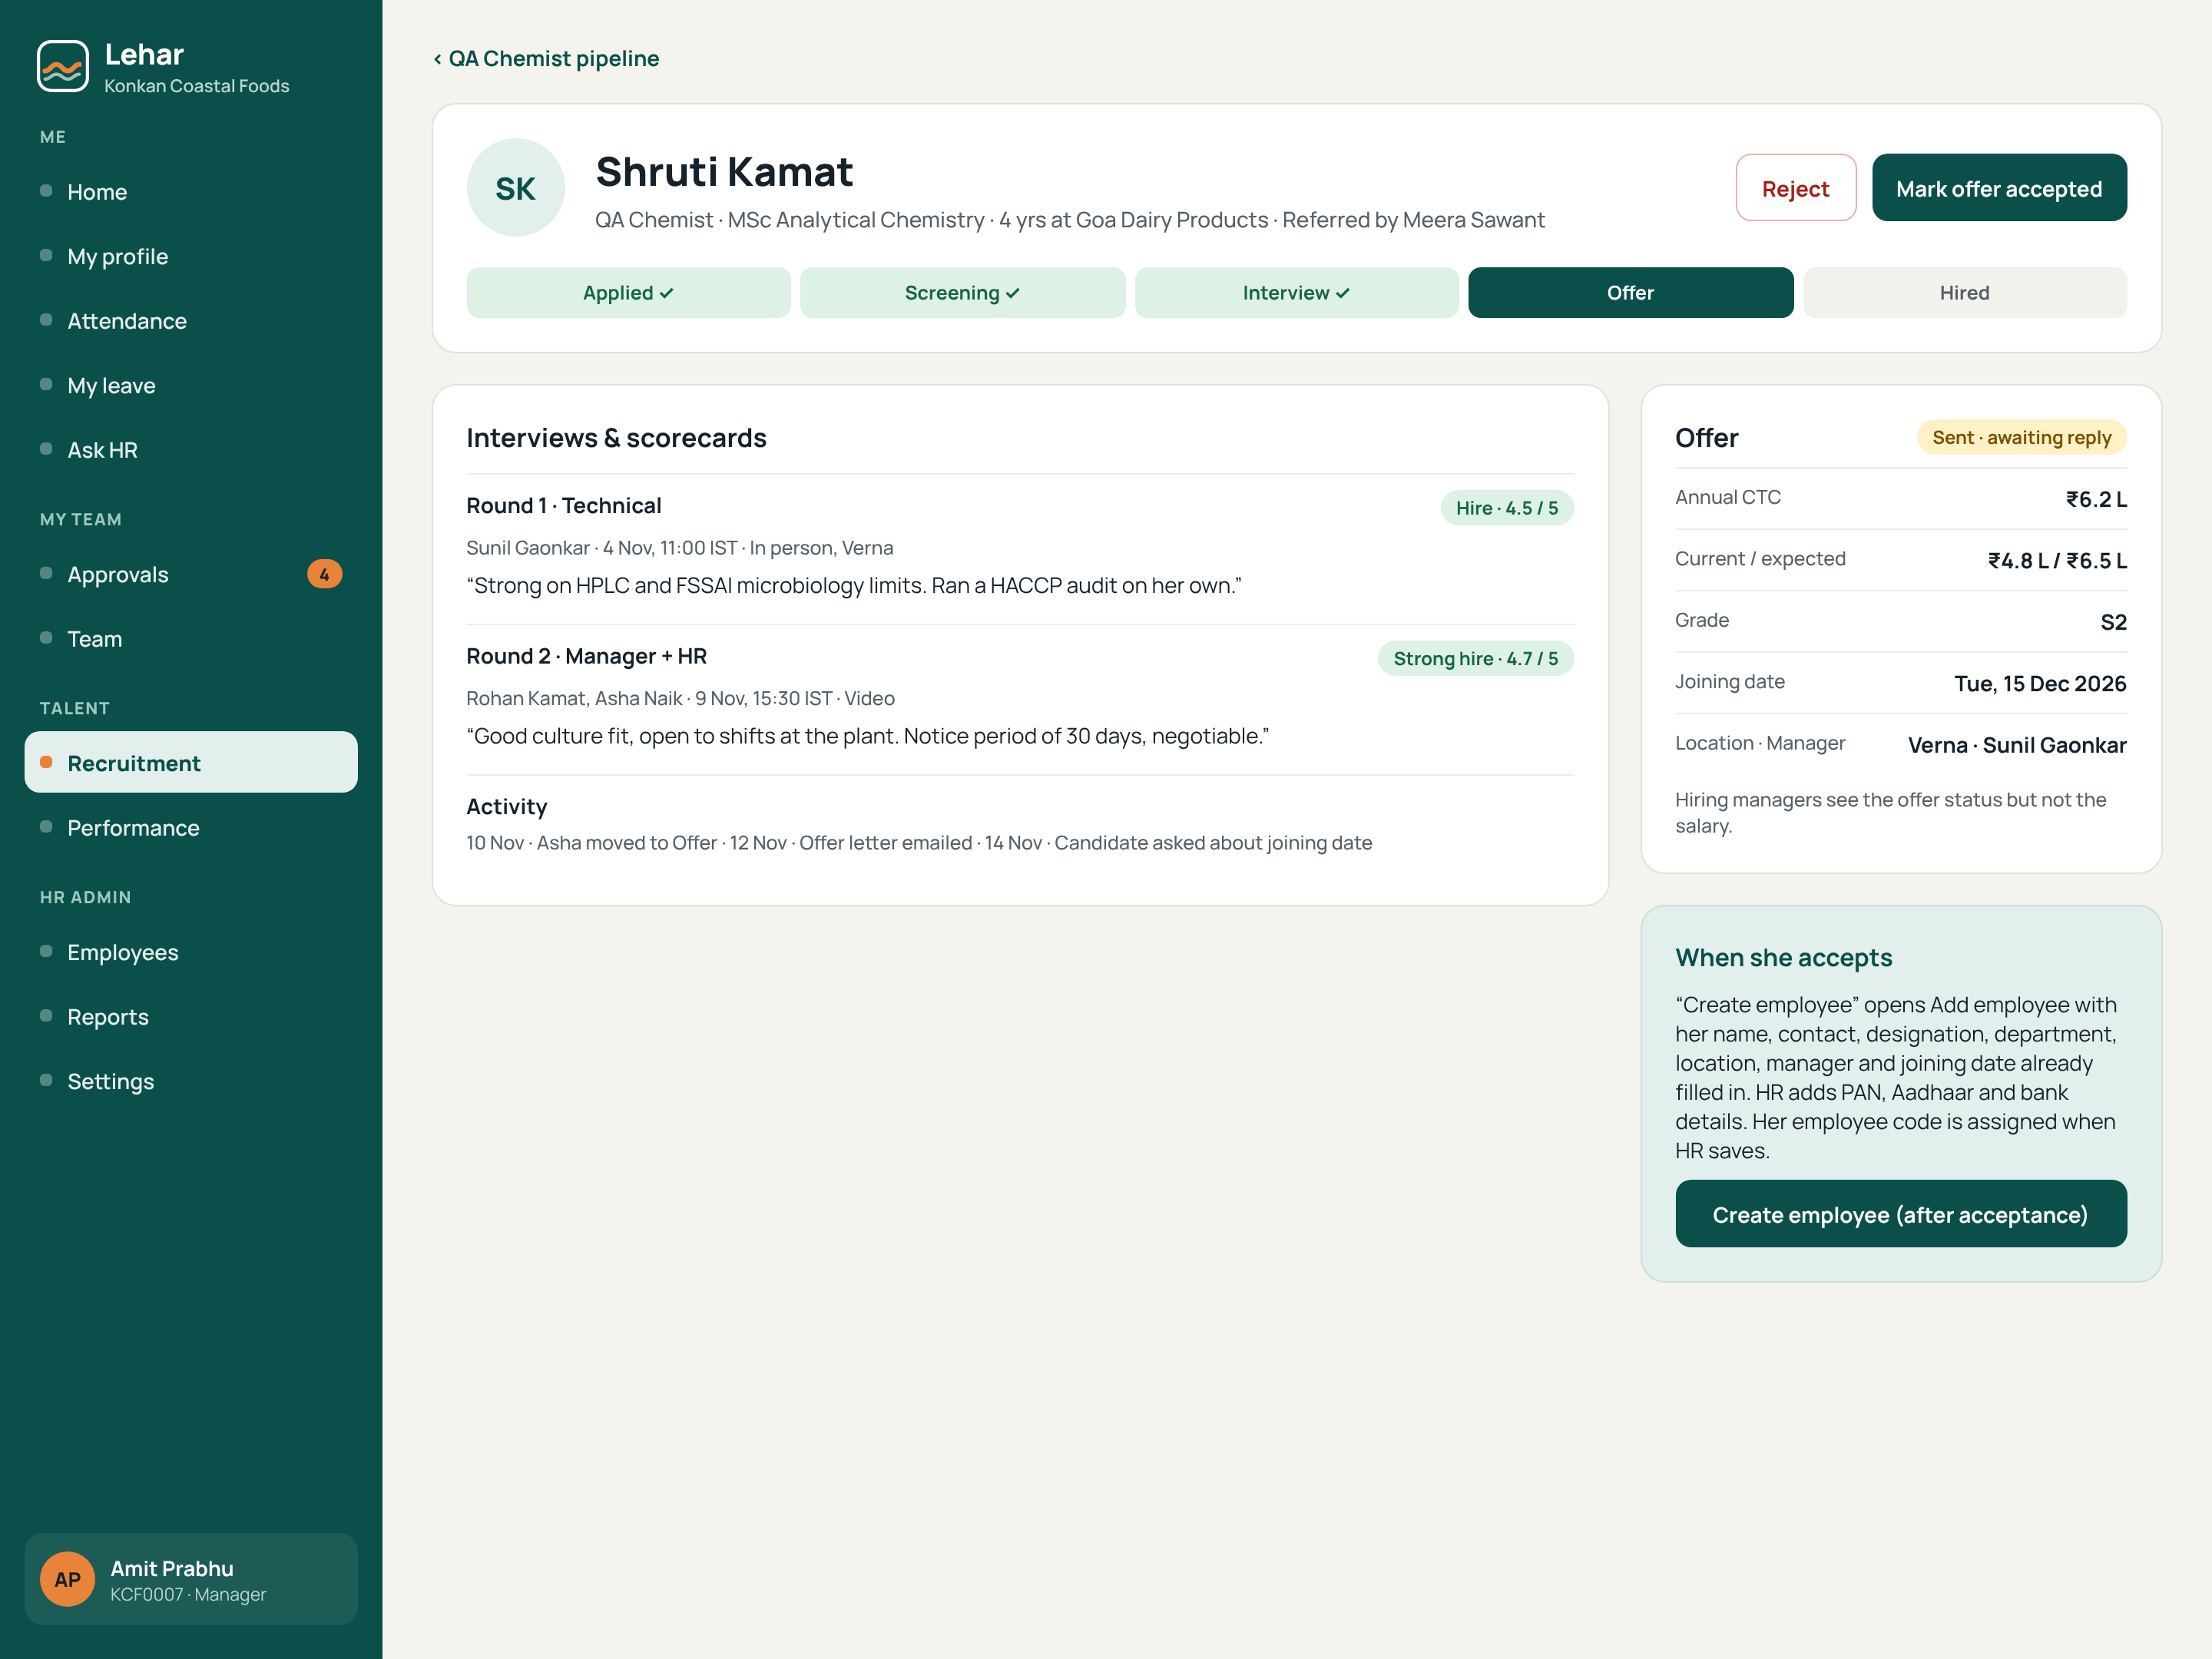 Lehar
Konkan Coastal Foods
ME
Home
My profile
Attendance
My leave
Ask HR
MY TEAM
Approvals 4
Team
TALENT
Recruitment
Performance
HR ADMIN
Employees
Reports
Settings
AP
Amit Prabhu
KCF0007 · Manager
‹ QA Chemist pipeline
SK
Shruti Kamat
QA Chemist · MSc Analytical Chemistry · 4 yrs at Goa Dairy Products · Referred by Meera Sawant
Reject
Mark offer accepted
Applied ✓
Screening ✓
Interview ✓
Offer
Hired
Interviews & scorecards
Round 1 · Technical
Hire · 4.5 / 5
Sunil Gaonkar · 4 Nov, 11:00 IST · In person, Verna
“Strong on HPLC and FSSAI microbiology limits. Ran a HACCP audit on her own.”
Round 2 · Manager + HR
Strong hire · 4.7 / 5
Rohan Kamat, Asha Naik · 9 Nov, 15:30 IST · Video
“Good culture fit, open to shifts at the plant. Notice period of 30 days, negotiable.”
Activity
10 Nov · Asha moved to Offer · 12 Nov · Offer letter emailed · 14 Nov · Candidate asked about joining date
Offer
Sent · awaiting reply
Annual CTC ₹6.2 L
Current / expected ₹4.8 L / ₹6.5 L
Grade S2
Joining date Tue, 15 Dec 2026
Location · Manager Verna · Sunil Gaonkar
Hiring managers see the offer status but not the
salary.
When she accepts
“Create employee” opens Add employee with
her name, contact, designation, department,
location, manager and joining date already
filled in. HR adds PAN, Aadhaar and bank
details. Her employee code is assigned when
HR saves.
Create employee (after acceptance)